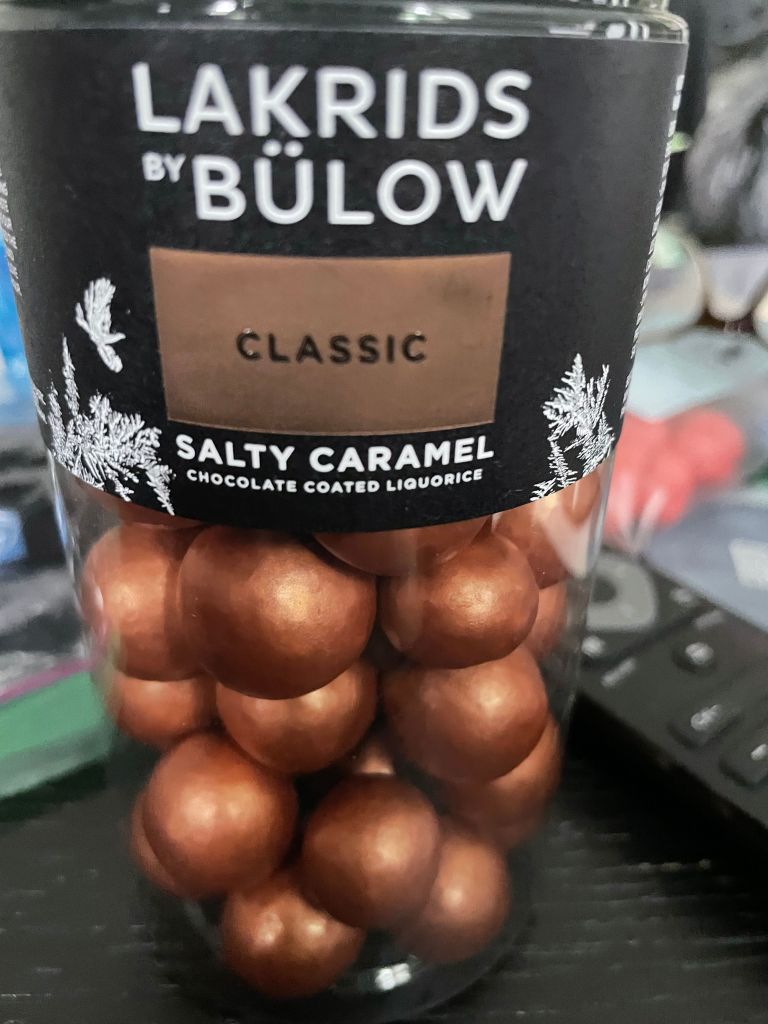 LAKRIDS
BY BÜLOW
CLASSIC
SALTY CARAMEL
CHOCOLATE COATED LIQUORICE